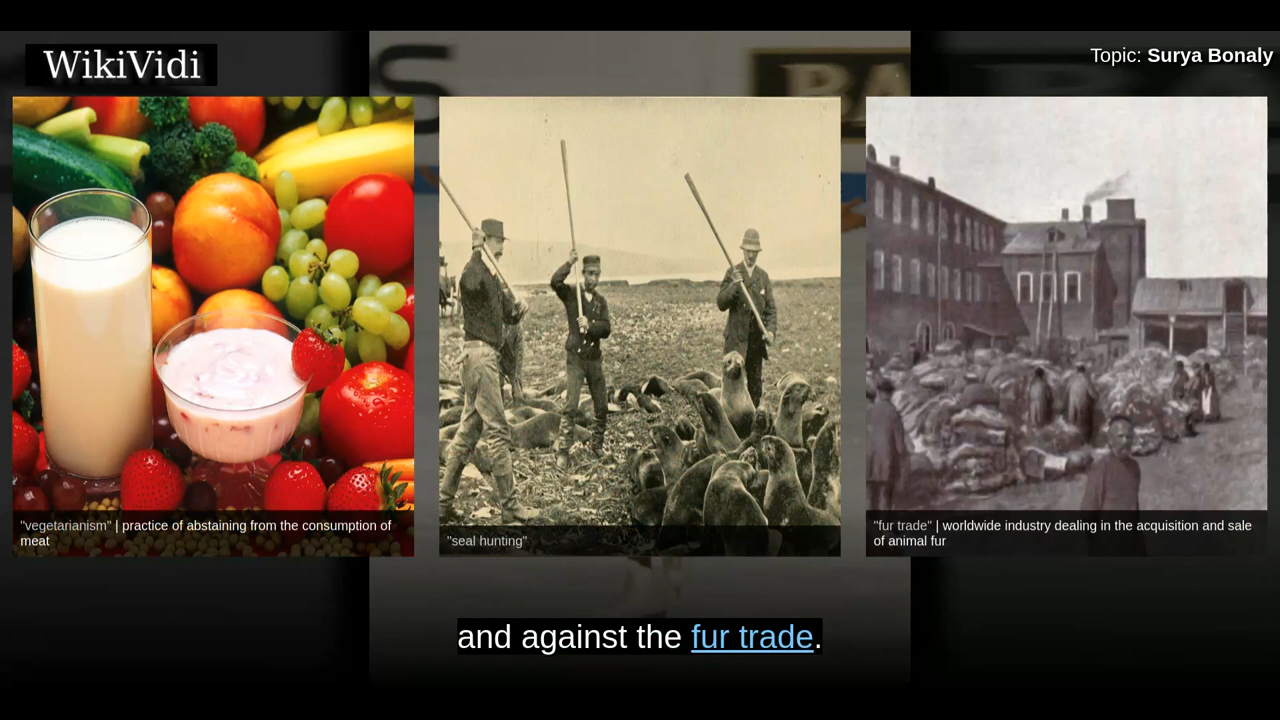 WikiVidi
Topic: Surya Bonaly
"vegetarianism" | practice of abstaining from the consumption of
meat
"seal hunting"
"fur trade" | worldwide industry dealing in the acquisition and sale
of animal fur
and against the fur trade.